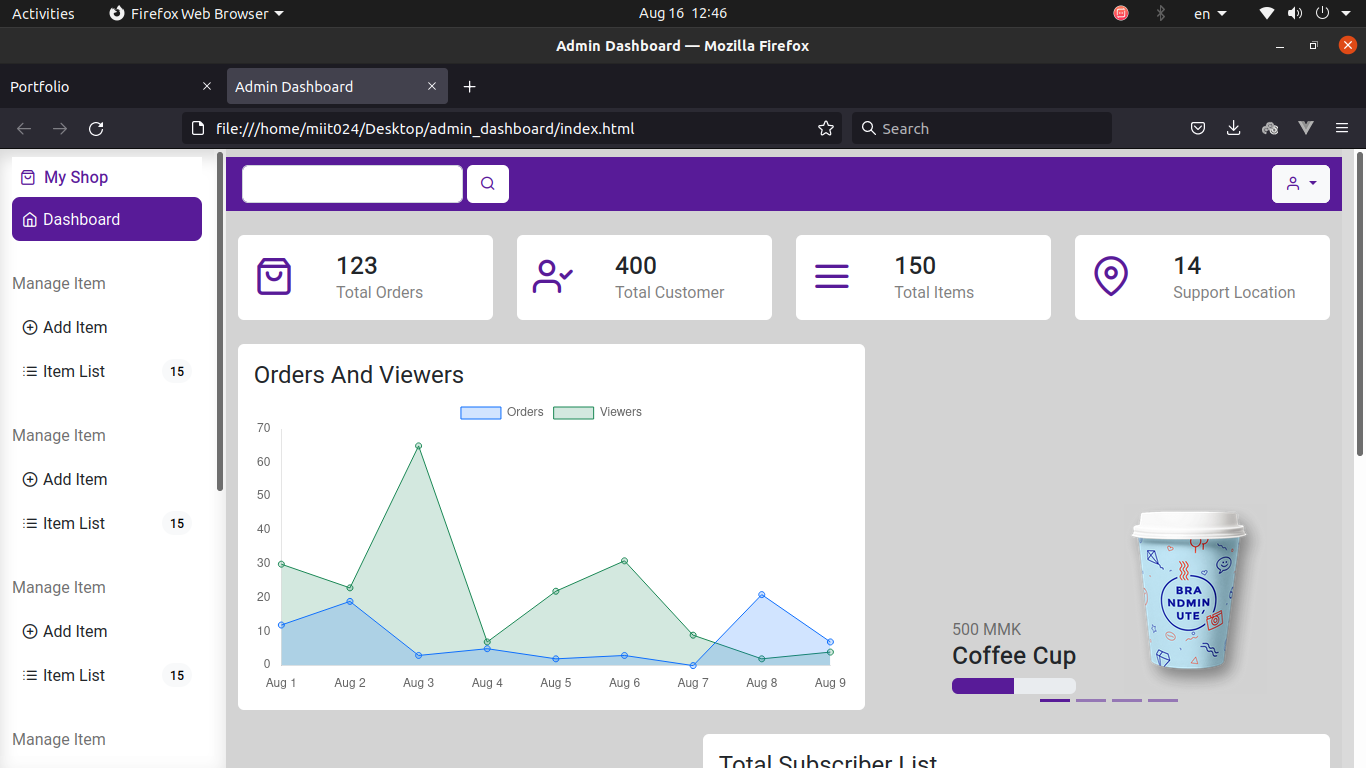 Activities
Firefox Web Browser
Aug 16 12:46
en
Admin Dashboard — Mozilla Firefox
Portfolio
Admin Dashboard
file:///home/miit024/Desktop/admin_dashboard/index.html
Search
My Shop
Dashboard
Manage Item
Add Item
Item List 15
Manage Item
Add Item
Item List 15
Manage Item
Add Item
Item List 15
Manage Item
123
Total Orders
400
Total Customer
150
Total Items
14
Support Location
Orders And Viewers
Orders Viewers
70
60
50
40
30
20
10
0
Aug 1 Aug 2 Aug 3 Aug 4 Aug 5 Aug 6 Aug 7 Aug 8 Aug 9
BRA
NDMIN
UTE'
500 MMK
Coffee Cup
Total Subscriber List